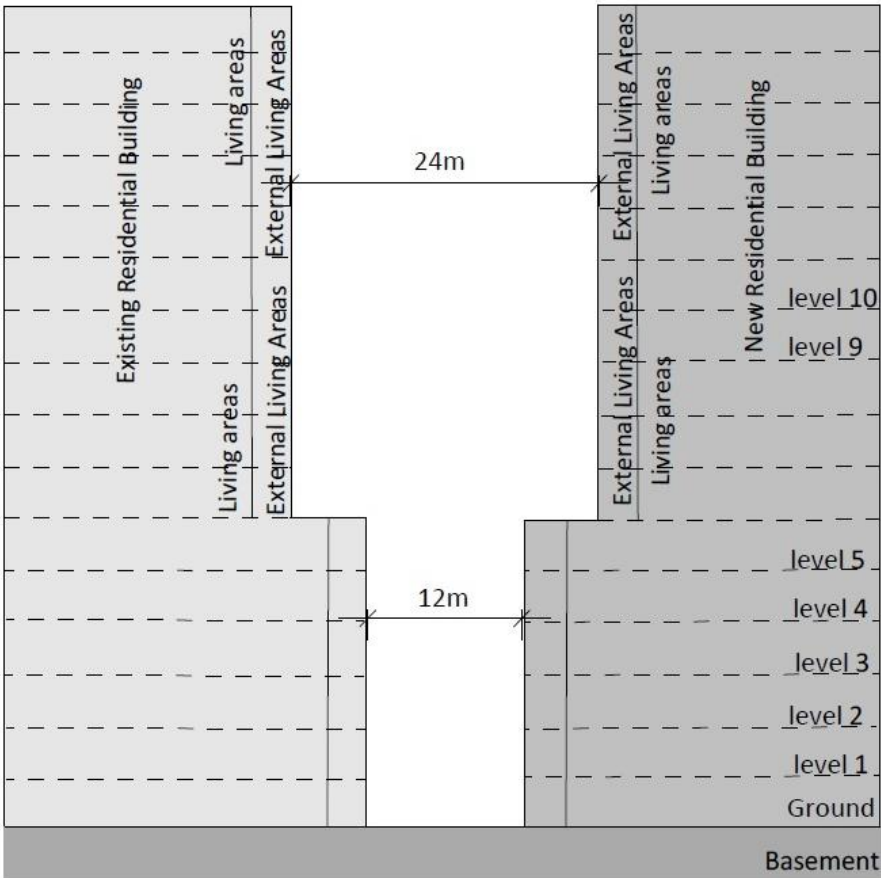 Existing Residential Building
Living areas
External Living Areas
Living areas
External Living Areas
24m
External Living Areas
Living areas
External Living Areas
Living areas
New Residential Building
level 10
level 9
12m
level 5
level 4
level 3
level 2
level 1
Ground
Basement